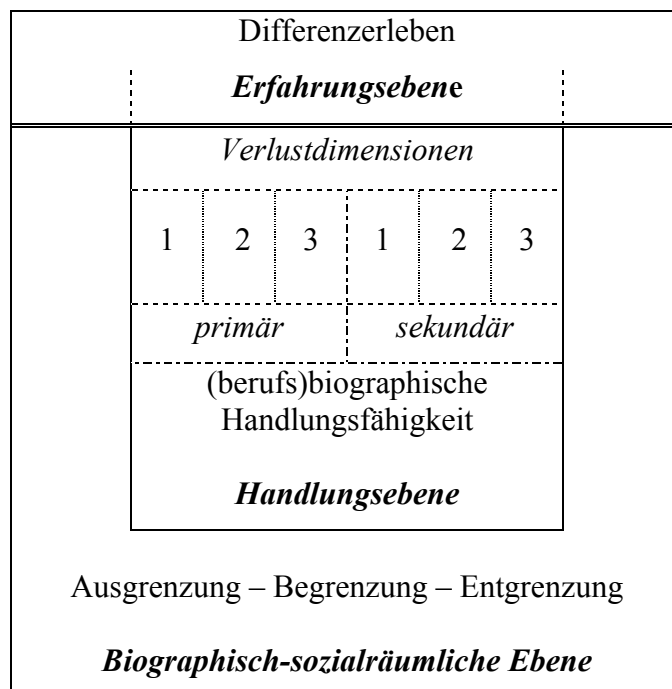 Differenzerleben
Erfahrungsebene
Verlustdimensionen
1 2 3 1 2 3
primär sekundär
(berufs)biographische
Handlungsfähigkeit
Handlungsebene
Ausgrenzung – Begrenzung – Entgrenzung
Biographisch-sozialräumliche Ebene